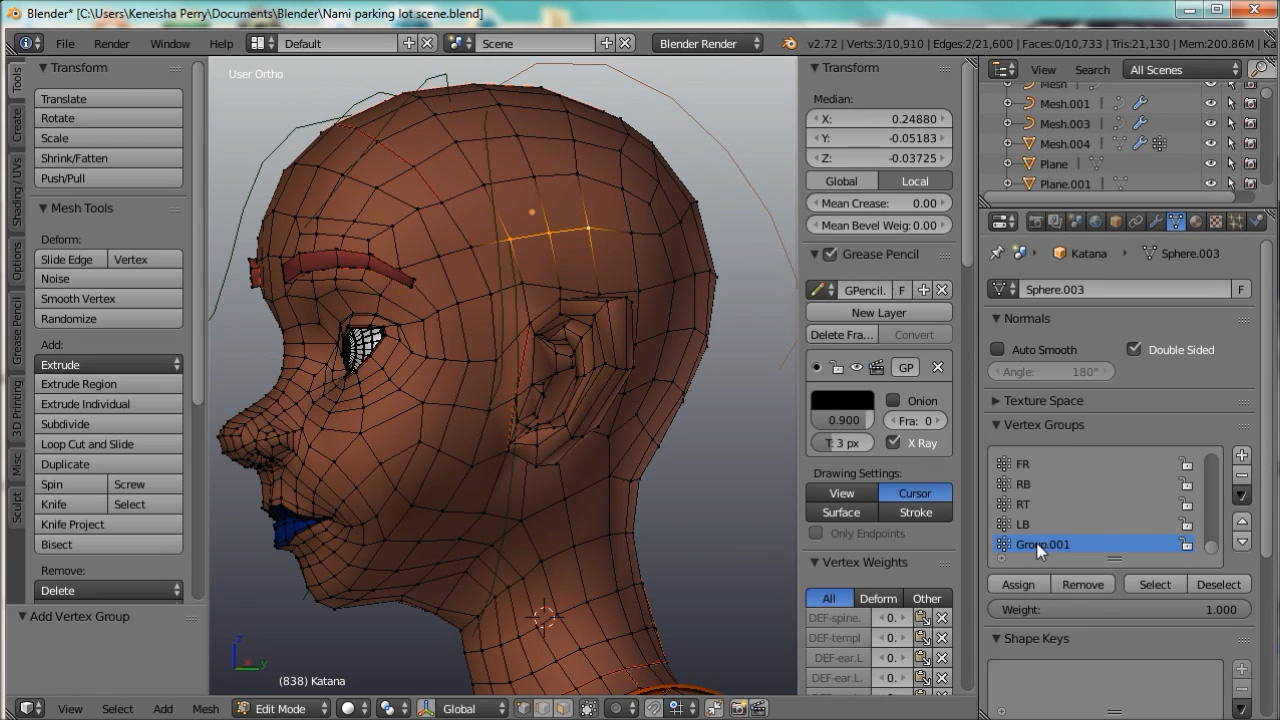 Blender* [C:\Users\Keneisha Perry\Documents\Blender\Nami parking lot scene.blend]
File Render Window Help Default Scene Blender Render v2.72 | Verts:3/10,910 | Edges:2/21,600 | Faces:0/10,733 | Tris:21,130 | Mem:200.86M | Ka
Tools
Create
Shading / UVs
Options
Grease Pencil
3D Printing
Misc
Sculpt
Transform
Translate
Rotate
Scale
Shrink/Fatten
Push/Pull
Mesh Tools
Deform:
Slide Edge Vertex
Noise
Smooth Vertex
Randomize
Add:
Extrude
Extrude Region
Extrude Individual
Subdivide
Loop Cut and Slide
Duplicate
Spin Screw
Knife Select
Knife Project
Bisect
Remove:
Delete
Add Vertex Group
User Ortho
z
x y
(838) Katana
View Select Add Mesh Edit Mode Global
Transform
Median:
X: 0.24880
Y: -0.05183
Z: -0.03725
Global Local
Mean Crease: 0.00
Mean Bevel Weig: 0.00
Grease Pencil
GPencil. F
New Layer
Delete Fra... Convert
GP
Onion
0.900 Fra: 0
T: 3 px X Ray
Drawing Settings:
View Cursor
Surface Stroke
Only Endpoints
Vertex Weights
All Deform Other
DEF-spine. 0.
DEF-templ 0.
DEF-ear.L 0.
DEF-ear.L 0.
View Search All Scenes
Mesh
Mesh.001
Mesh.003
Mesh.004
Plane
Plane.001
Katana Sphere.003
Sphere.003 F
Normals
Auto Smooth Double Sided
Angle: 180°
Texture Space
Vertex Groups
FR
RB
RT
LB
Group.001
Assign Remove Select Deselect
Weight: 1.000
Shape Keys